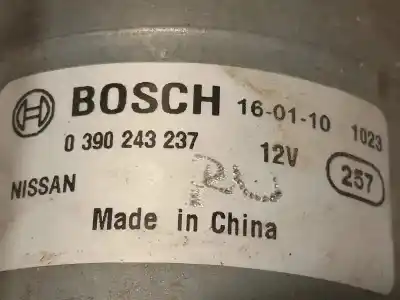 BOSCH 16-01-10 1023
0 390 243 237 12V 257
NISSAN
Made in China